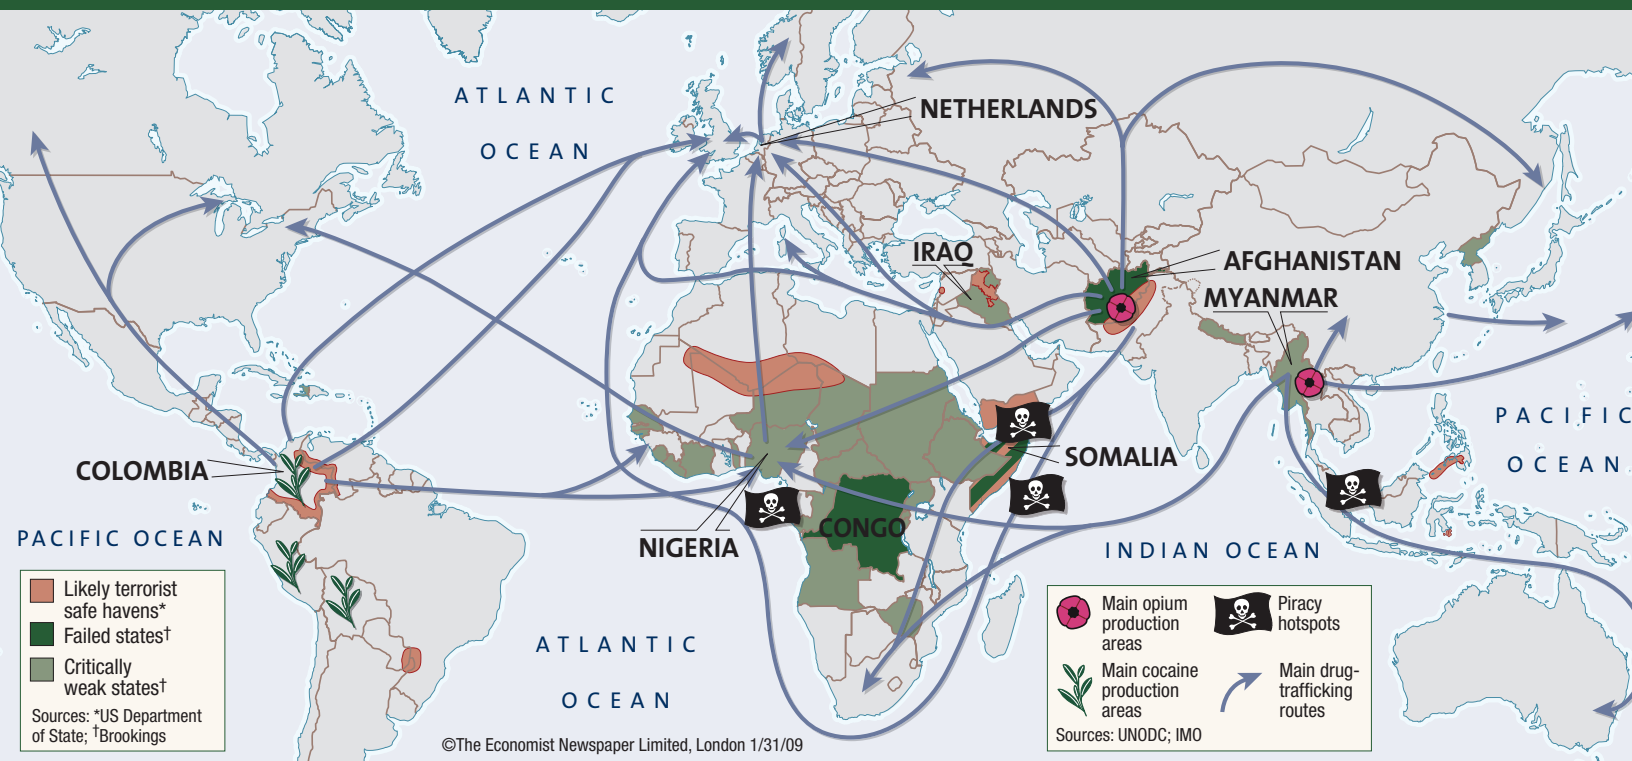 ATLANTIC
OCEAN
NETHERLANDS
IRAQ
AFGHANISTAN
MYANMAR
PACIFIC
OCEAN
COLOMBIA
SOMALIA
PACIFIC OCEAN
NIGERIA
CONGO
INDIAN OCEAN
ATLANTIC
OCEAN
Likely terrorist
safe havens*
Failed states†
Critically
weak states†
Sources: *US Department
of State; †Brookings
©The Economist Newspaper Limited, London 1/31/09
Main opium
production
areas
Piracy
hotspots
Main cocaine
production
areas
Main drug-
trafficking
routes
Sources: UNODC; IMO